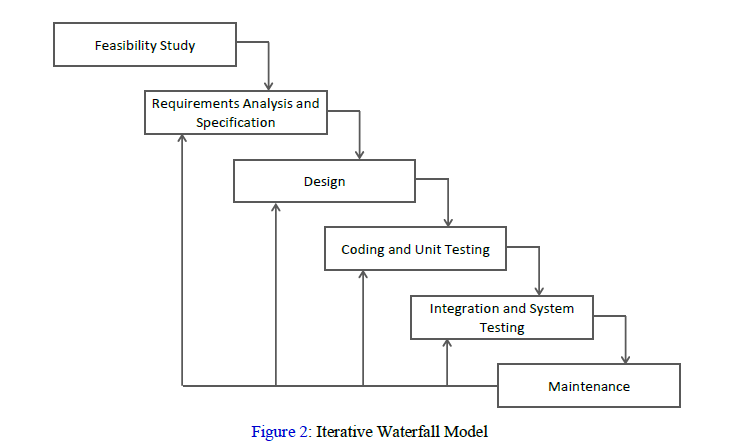 Feasibility Study
Requirements Analysis and
Specification
Design
Coding and Unit Testing
Integration and System
Testing
Maintenance
Figure 2: Iterative Waterfall Model